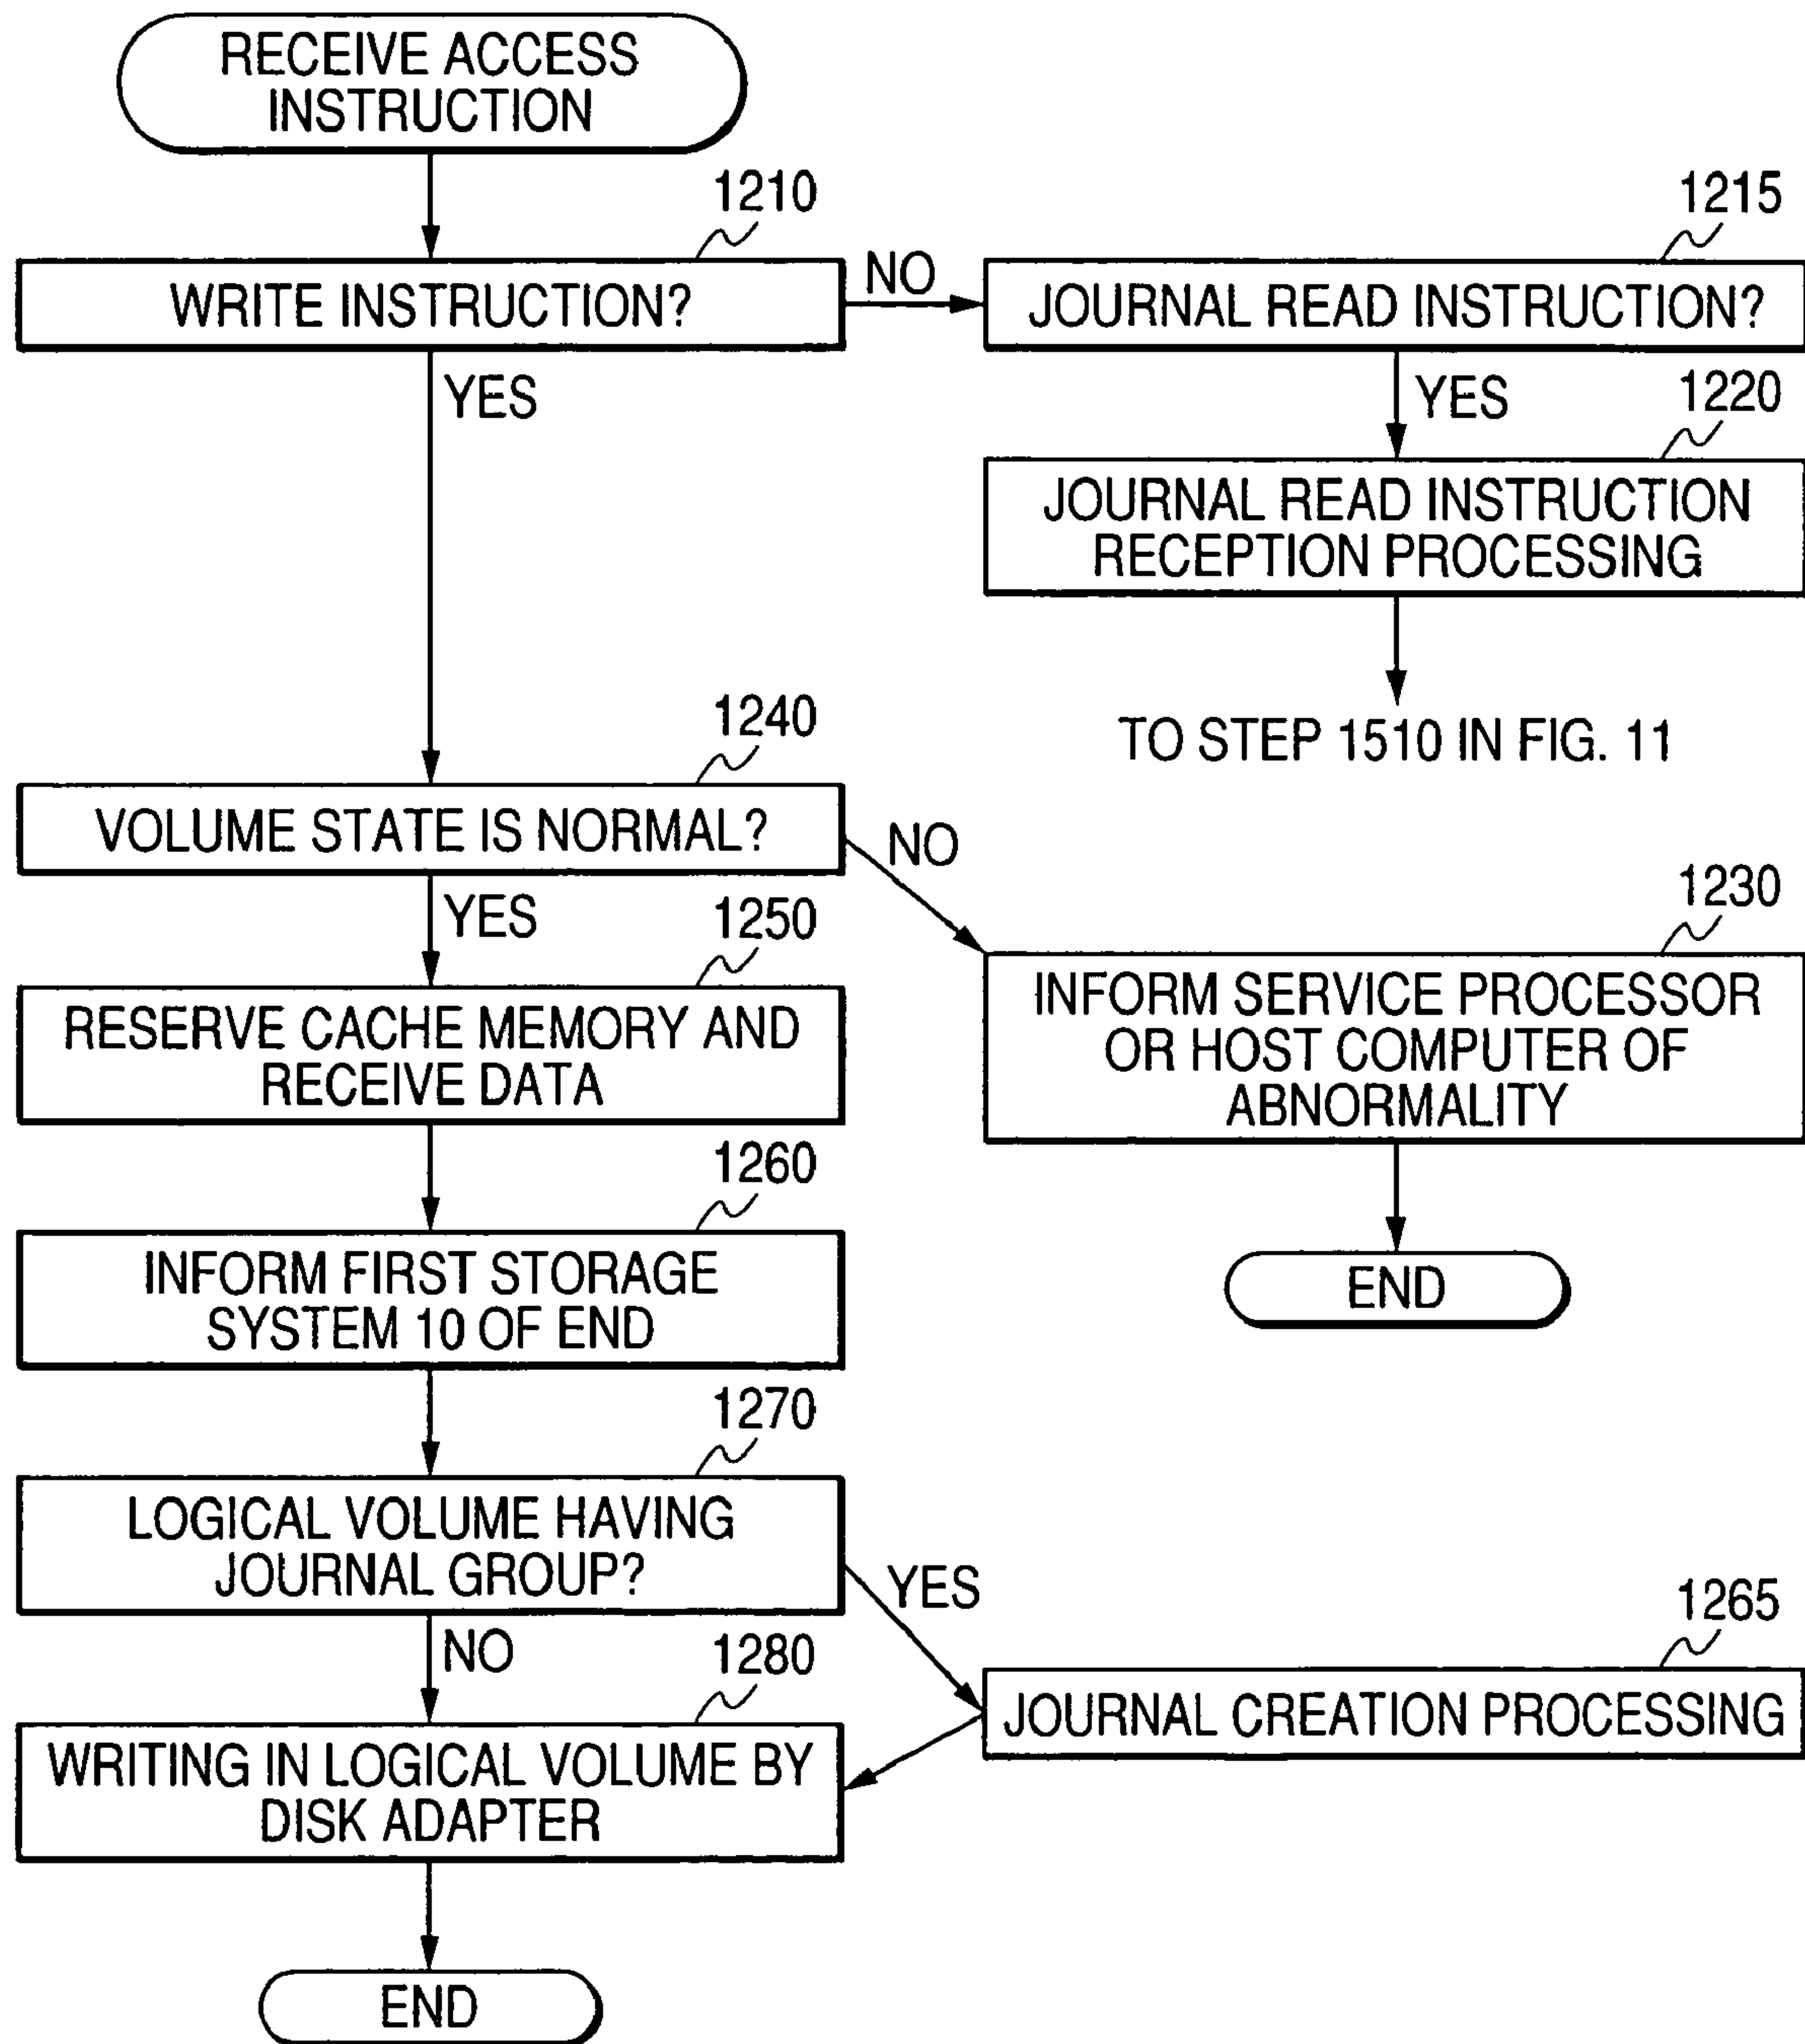 RECEIVE ACCESS
INSTRUCTION
1210
WRITE INSTRUCTION?
NO
1215
JOURNAL READ INSTRUCTION?
YES
YES
1220
JOURNAL READ INSTRUCTION
RECEPTION PROCESSING
TO STEP 1510 IN FIG. 11
1240
VOLUME STATE IS NORMAL?
NO
YES
1230
INFORM SERVICE PROCESSOR
OR HOST COMPUTER OF
ABNORMALITY
END
1250
RESERVE CACHE MEMORY AND
RECEIVE DATA
1260
INFORM FIRST STORAGE
SYSTEM 10 OF END
1270
LOGICAL VOLUME HAVING
JOURNAL GROUP?
YES
NO
1265
JOURNAL CREATION PROCESSING
1280
WRITING IN LOGICAL VOLUME BY
DISK ADAPTER
END